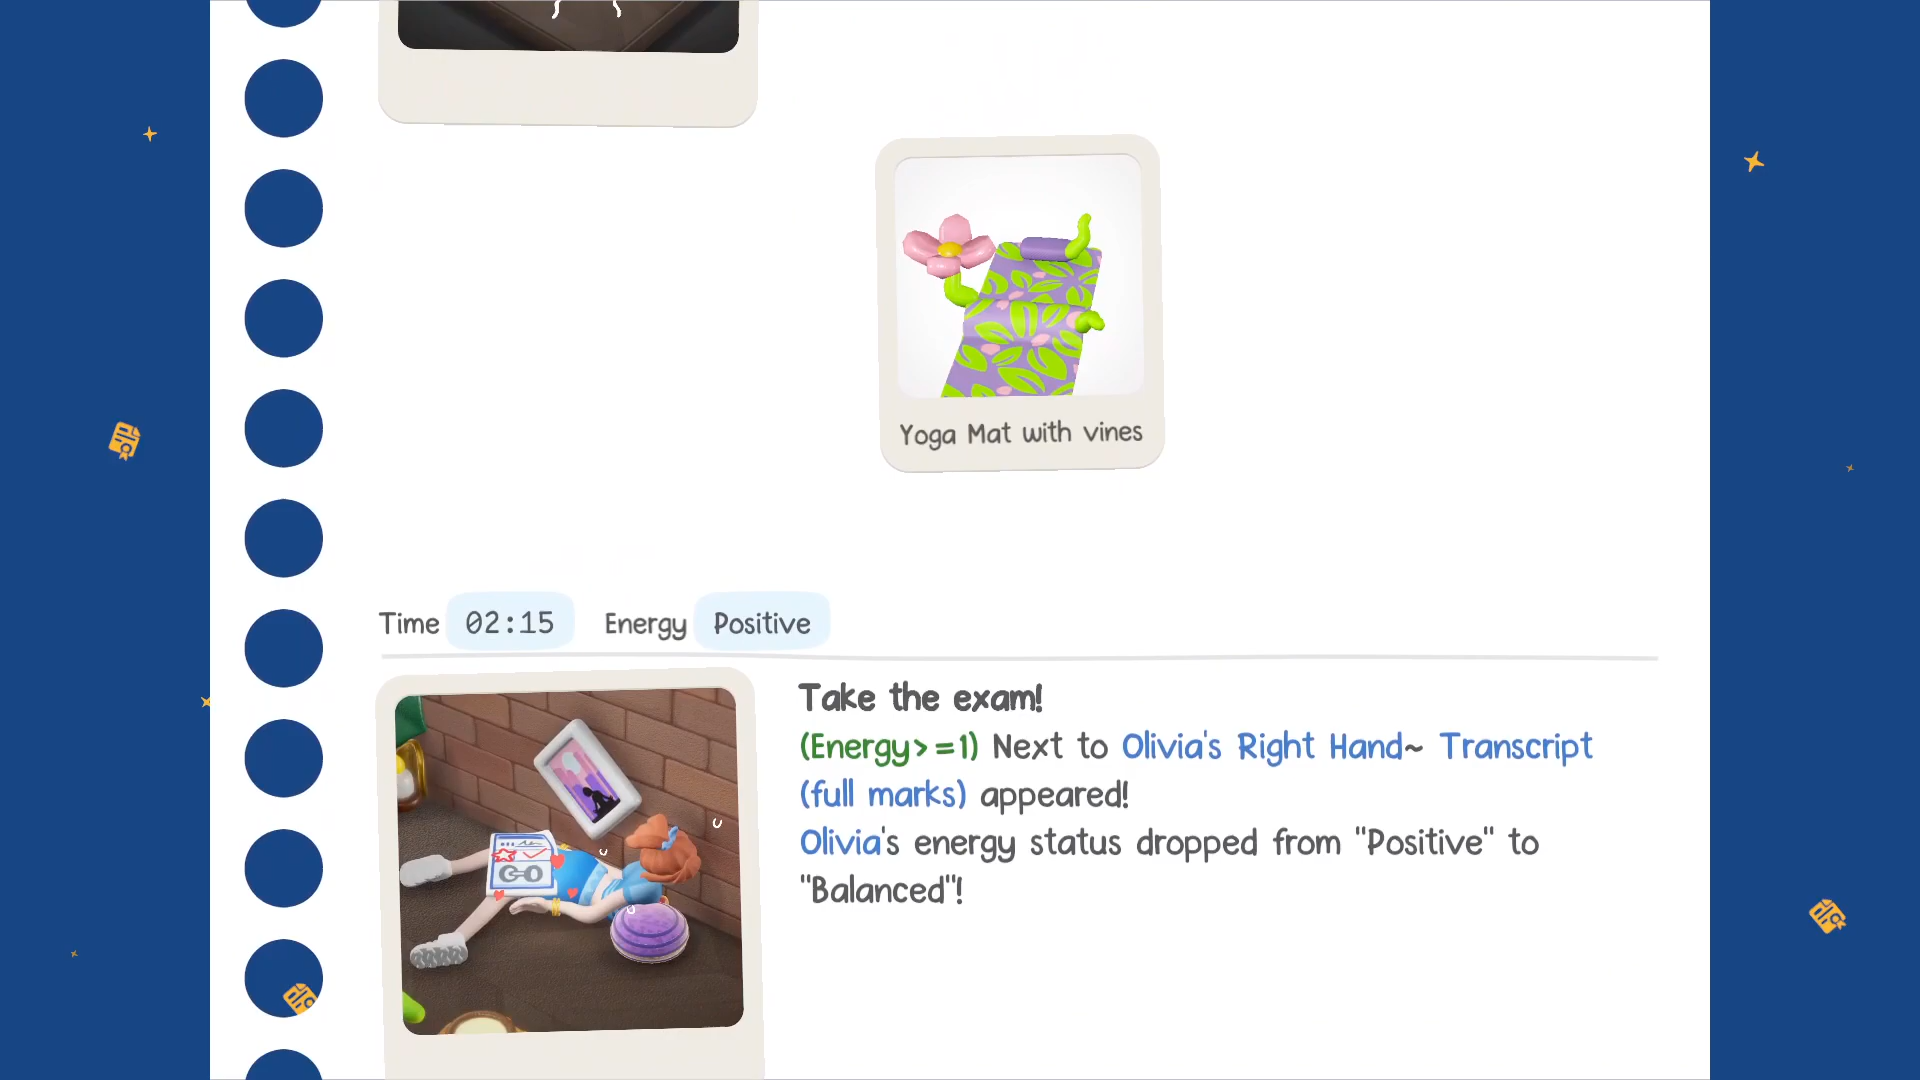 Yoga Mat with vines
Time 02:15 Energy Positive
Take the exam!
(Energy>=1) Next to Olivia's Right Hand~ Transcript
(full marks) appeared!
Olivia's energy status dropped from "Positive" to
"Balanced"!